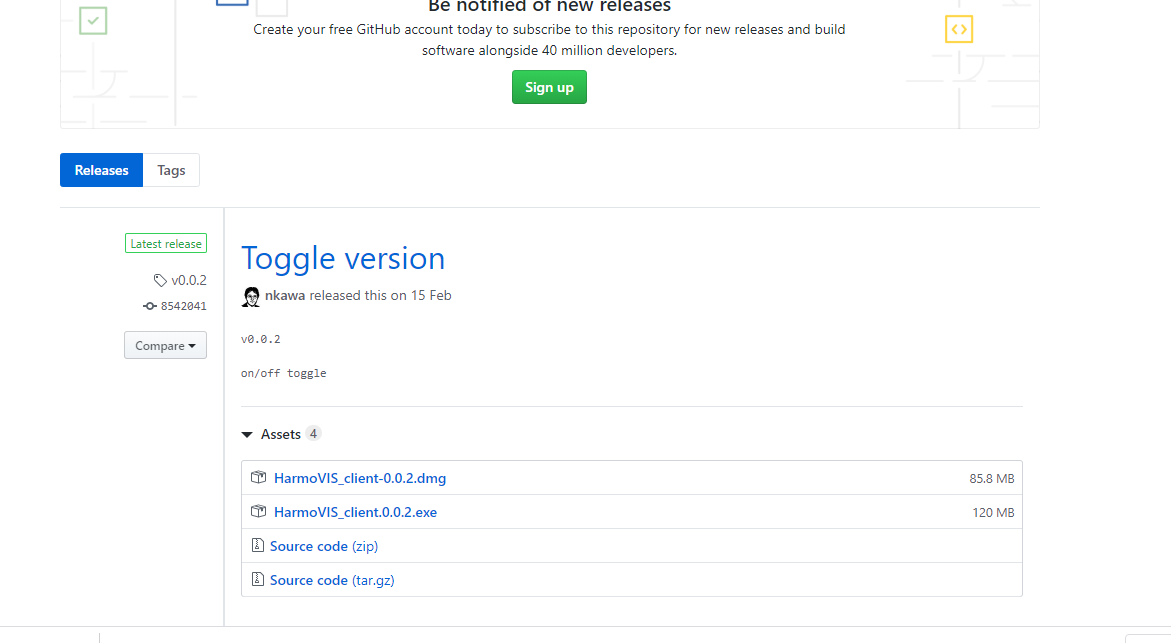 Be notified of new releases
Create your free GitHub account today to subscribe to this repository for new releases and build
software alongside 40 million developers.
Sign up
Releases
Tags
Latest release
v0.0.2
8542041
Compare
Toggle version
nkawa released this on 15 Feb
v0.0.2
on/off toggle
Assets 4
HarmoVIS_client-0.0.2.dmg 85.8 MB
HarmoVIS_client.0.0.2.exe 120 MB
Source code (zip)
Source code (tar.gz)